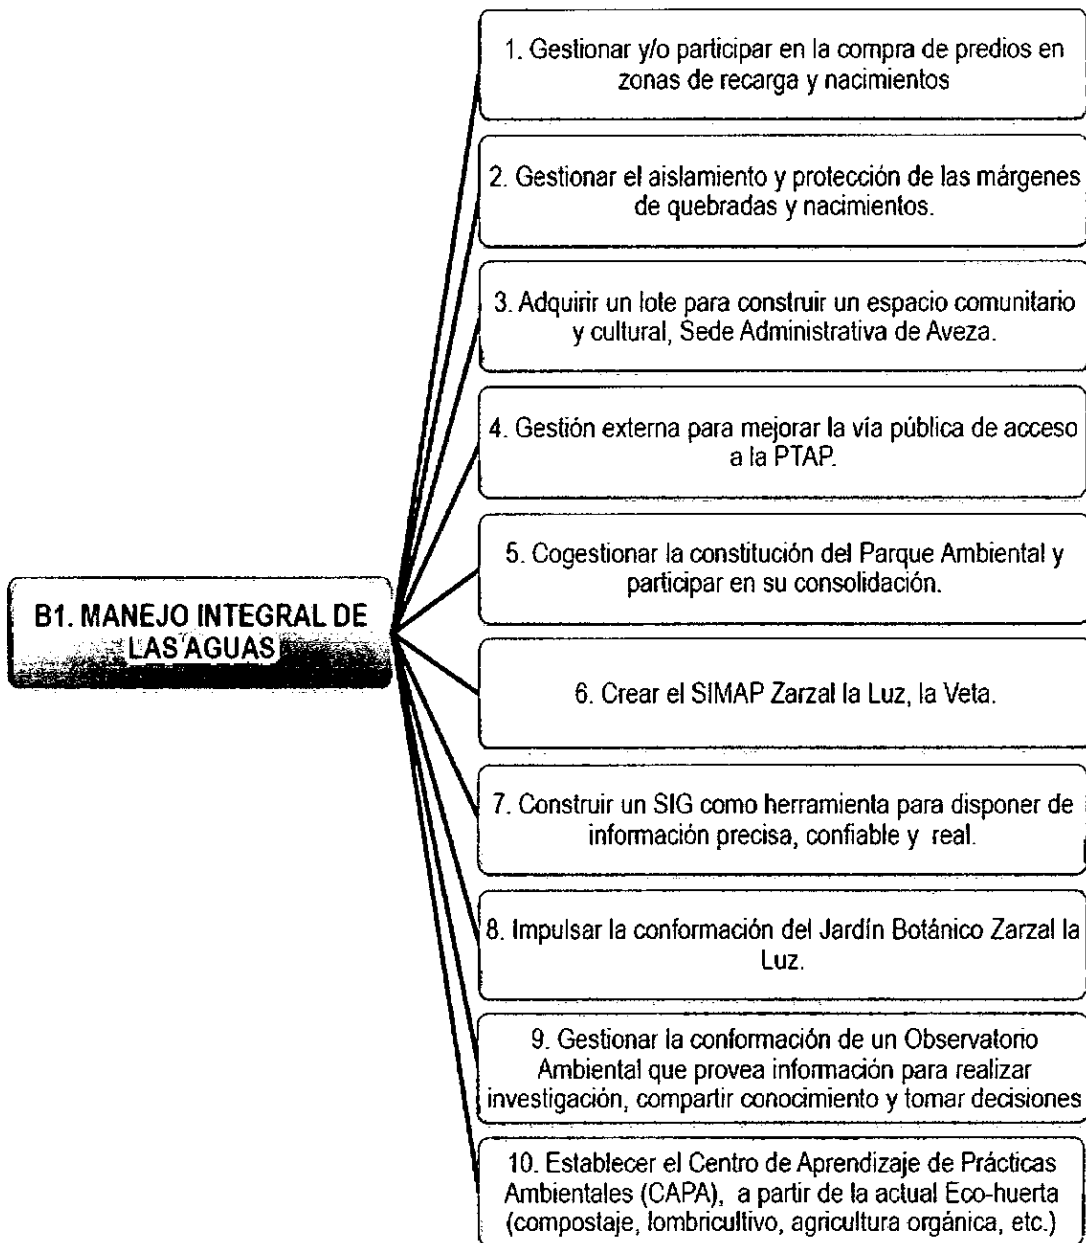 1. Gestionar y/o participar en la compra de predios en
zonas de recarga y nacimientos
2. Gestionar el aislamiento y protección de las márgenes
de quebradas y nacimientos.
3. Adquirir un lote para construir un espacio comunitario
y cultural, Sede Administrativa de Aveza.
4. Gestión externa para mejorar la vía pública de acceso
a la PTAP.
5. Cogestionar la constitución del Parque Ambiental y
participar en su consolidación.
B1. MANEJO INTEGRAL DE
LAS AGUAS
6. Crear el SIMAP Zarzal la Luz, la Veta.
7. Construir un SIG como herramienta para disponer de
información precisa, confiable y real.
8. Impulsar la conformación del Jardín Botánico Zarzal la
Luz.
9. Gestionar la conformación de un Observatorio
Ambiental que provea información para realizar
investigación, compartir conocimiento y tomar decisiones
10. Establecer el Centro de Aprendizaje de Prácticas
Ambientales (CAPA), a partir de la actual Eco-huerta
(compostaje, lombricultivo, agricultura orgánica, etc.)